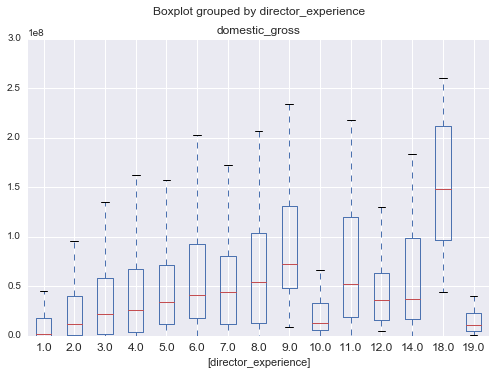 Boxplot grouped by director_experience
domestic_gross
1e8
3.0
2.5
2.0
1.5
1.0
0.5
0.0
1.0 2.0 3.0 4.0 5.0 6.0 7.0 8.0 9.0 10.0 11.0 12.0 14.0 18.0 19.0
[director_experience]